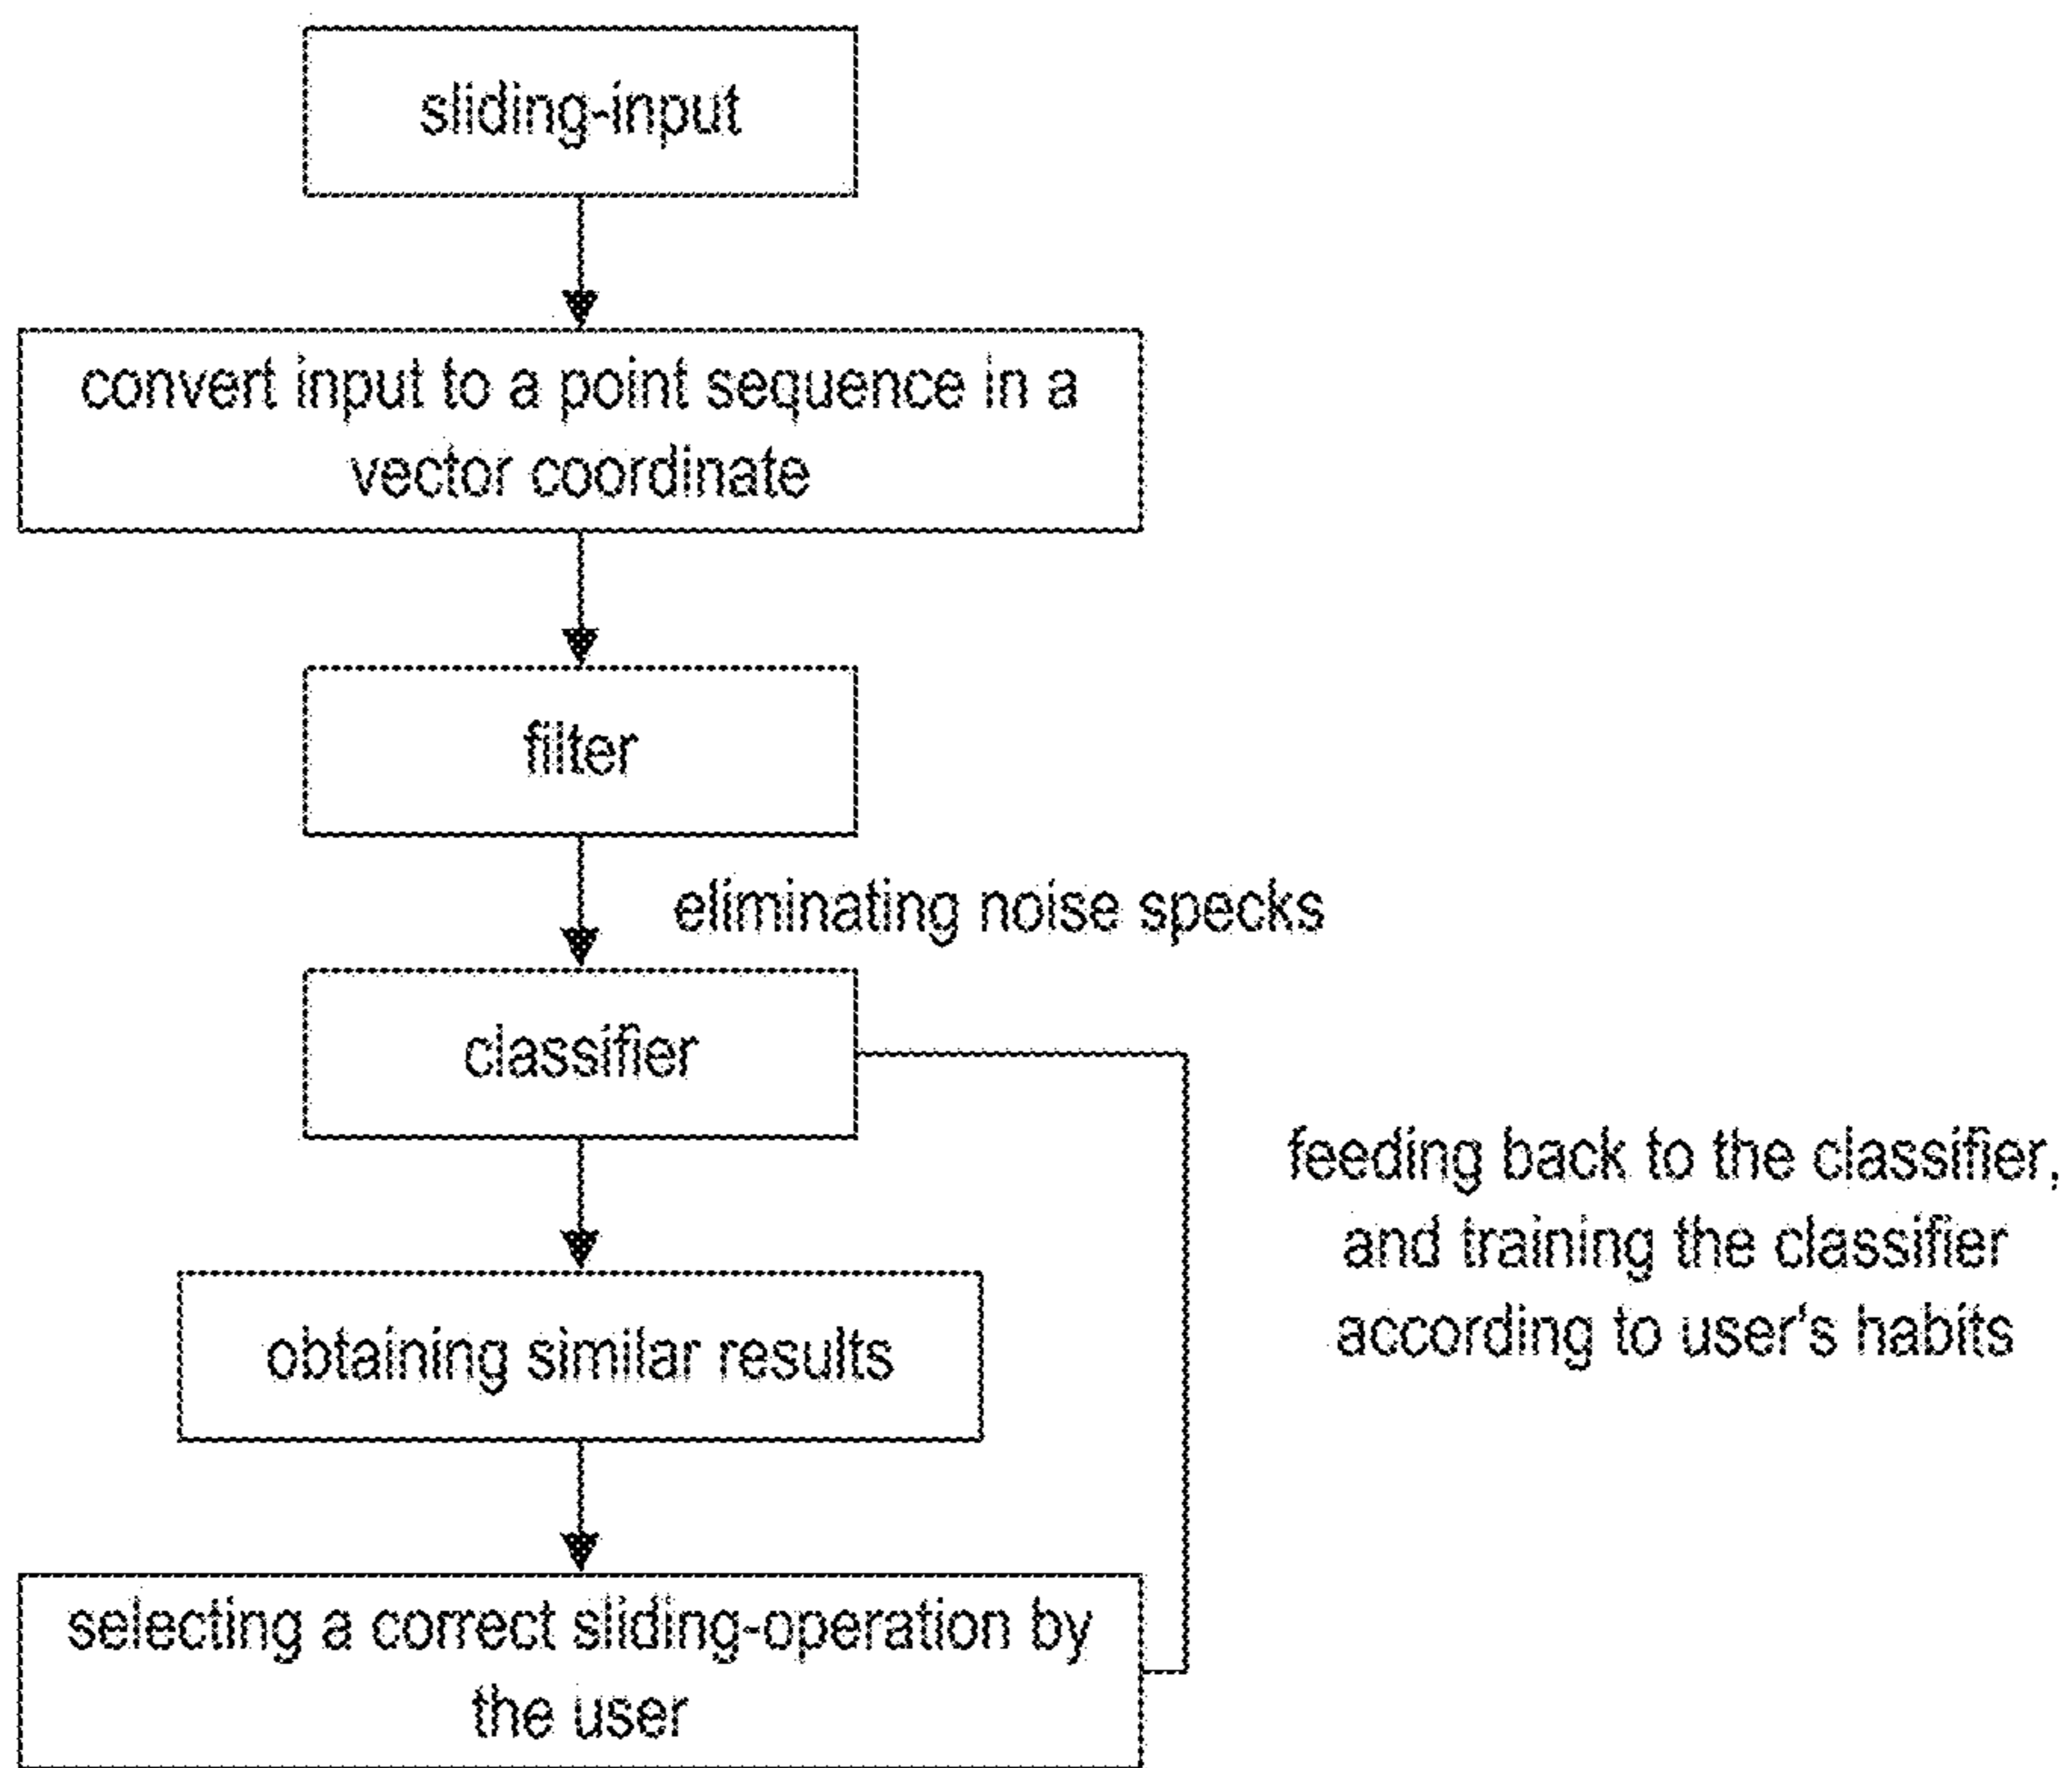 sliding-input
convert input to a point sequence in a
vector coordinate
filter
eliminating noise specks
classifier
feeding back to the classifier,
and training the classifier
according to user's habits
obtaining similar results
selecting a correct sliding-operation by
the user